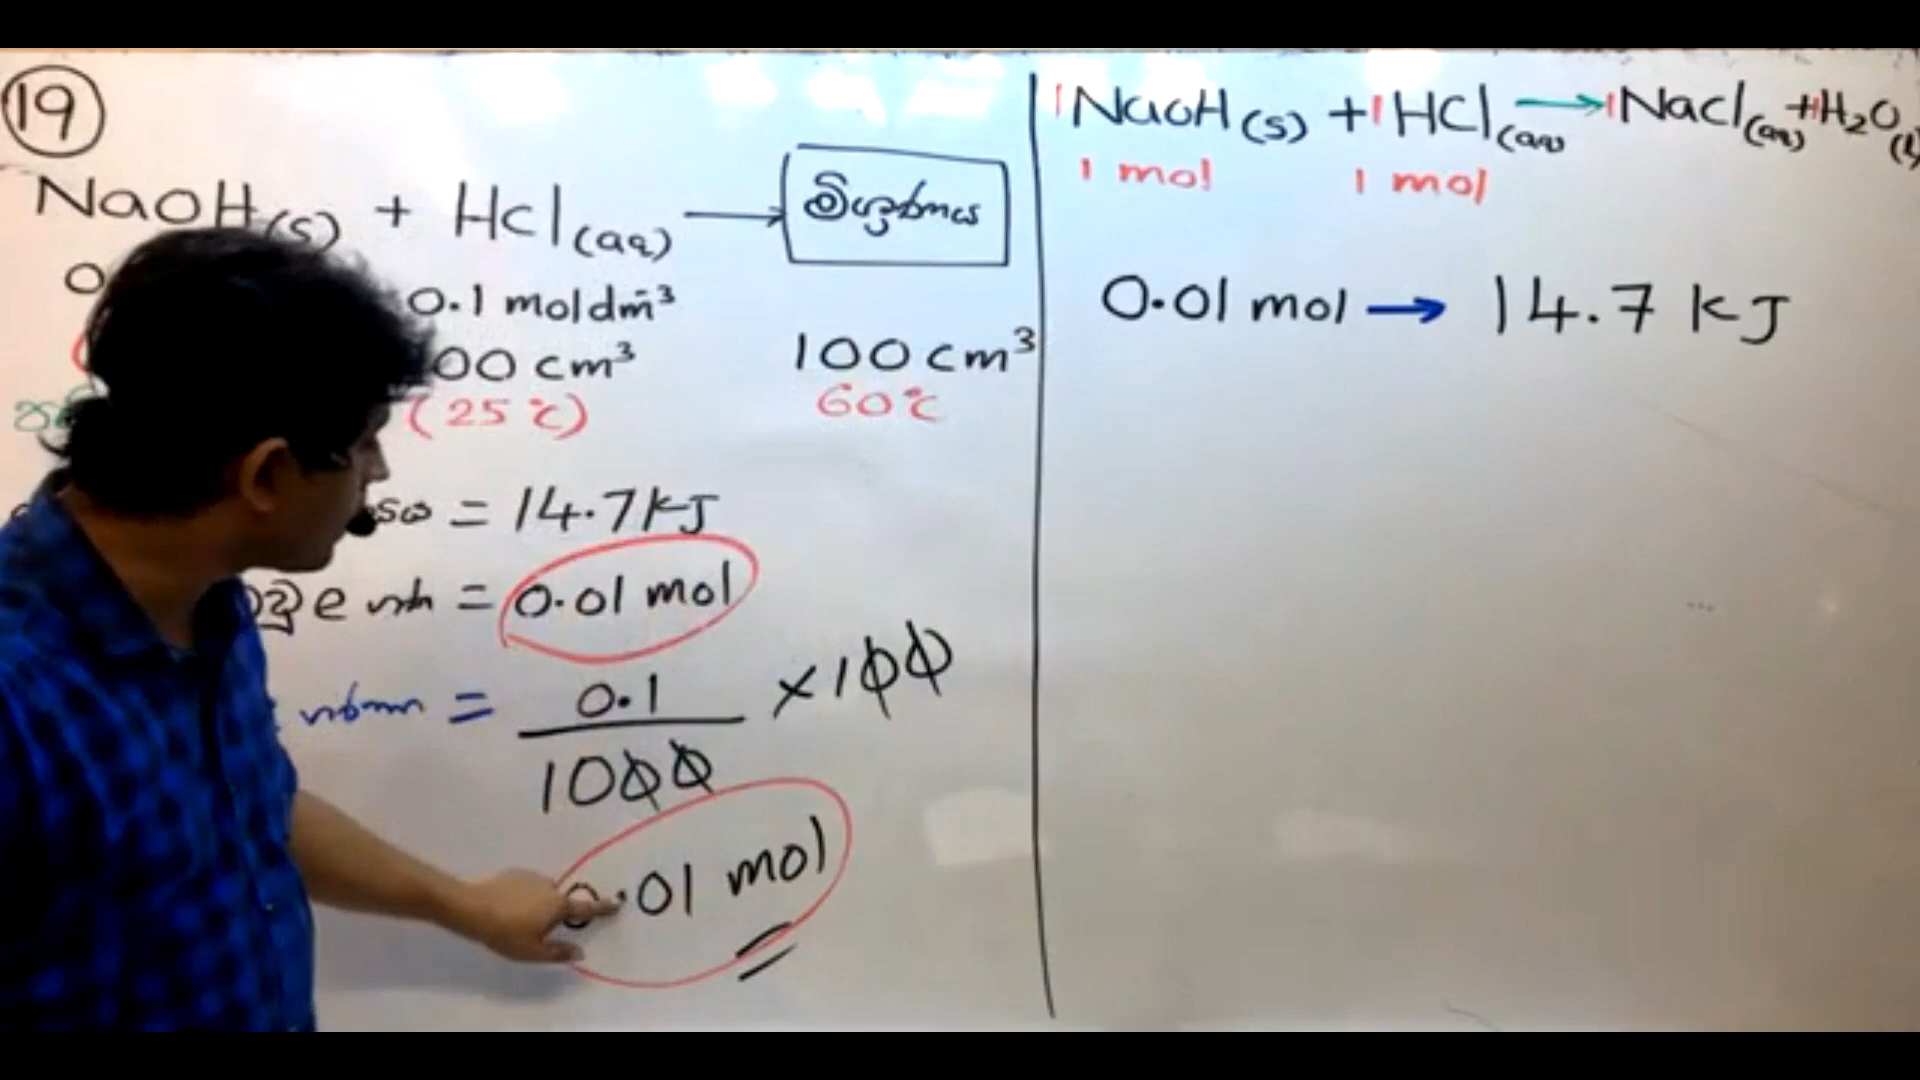 19
NaOH(s) + HCl(aq) → මිශ්‍රණය
0.1 moldm⁻³
00 cm³ 100 cm³
(25℃) 60℃
= 14.7 kJ
= 0.01 mol
= 0.1 / 1000 × 100
0.01 mol
1 NaOH(s) + 1 HCl(aq) → 1 NaCl(aq) + 1 H₂O(l)
1 mol 1 mol
0.01 mol → 14.7 kJ